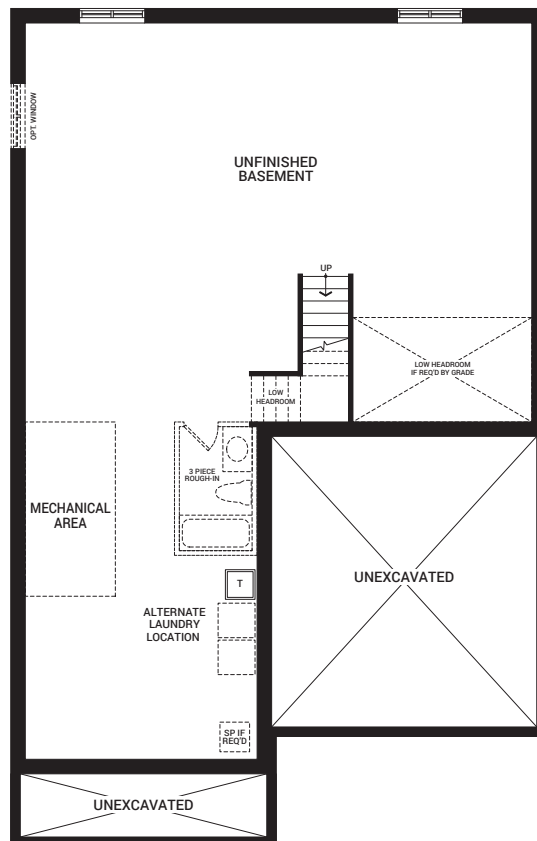 OPT. WINDOW
UNFINISHED
BASEMENT
UP
LOW HEADROOM
IF REQ'D BY GRADE
LOW
HEADROOM
3 PIECE
ROUGH-IN
MECHANICAL
AREA
UNEXCAVATED
T
ALTERNATE
LAUNDRY
LOCATION
SP IF
REQ'D
UNEXCAVATED